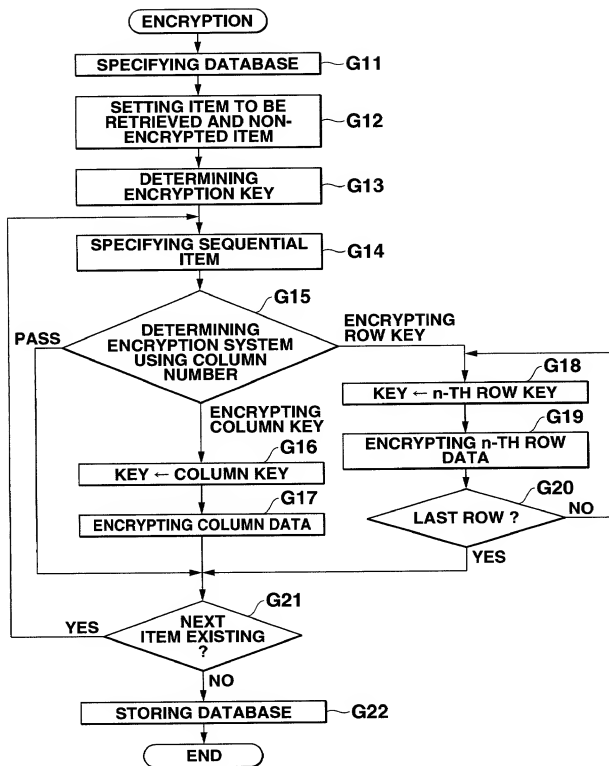 ENCRYPTION
SPECIFYING DATABASE
G11
SETTING ITEM TO BE
RETRIEVED AND NON-
ENCRYPTED ITEM
G12
DETERMINING
ENCRYPTION KEY
G13
SPECIFYING SEQUENTIAL
ITEM
G14
G15
PASS
DETERMINING
ENCRYPTION SYSTEM
USING COLUMN
NUMBER
ENCRYPTING
ROW KEY
G18
KEY ← n-TH ROW KEY
G19
ENCRYPTING n-TH ROW
DATA
G20
LAST ROW ?
NO
YES
ENCRYPTING
COLUMN KEY
G16
KEY ← COLUMN KEY
G17
ENCRYPTING COLUMN DATA
G21
YES
NEXT
ITEM EXISTING
?
NO
STORING DATABASE
G22
END